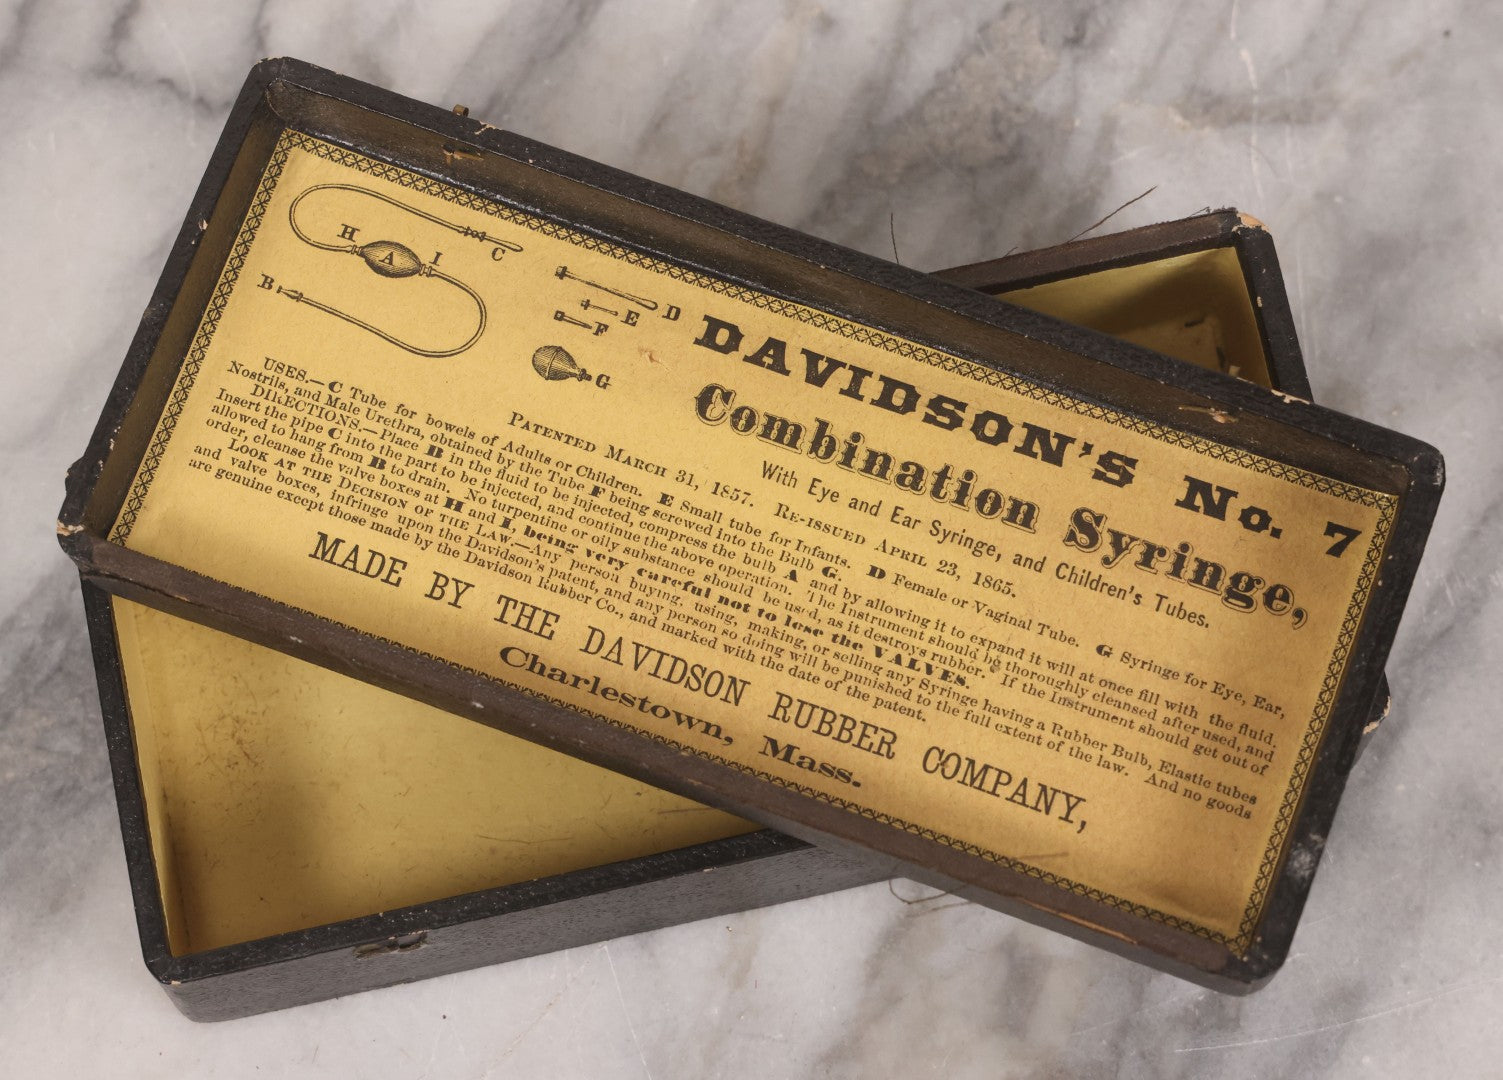 H
A
I
C
B
D
E
F
G
DAVIDSON'S No. 7
Combination Syringe,
With Eye and Ear Syringe, and Children's Tubes.
PATENTED MARCH 31, 1857. RE-ISSUED APRIL 23, 1865.
USES.—C Tube for bowels of Adults or Children. E Small tube for Infants. D Female or Vaginal Tube. G Syringe for Eye, Ear,
Nostrils, and Male Urethra, obtained by the Tube F being screwed into the Bulb G.
DIRECTIONS.—Place B in the fluid to be injected, compress the bulb A and by allowing it to expand it will at once fill with the fluid.
Insert the pipe C into the part to be injected, and continue the above operation. The Instrument should be thoroughly cleansed after used, and
allowed to hang from B to drain. No turpentine or oily substance should be used, as it destroys rubber. If the Instrument should get out of
order, cleanse the valve boxes at H and I, being very careful not to lose the VALVES.
LOOK AT THE DECISION OF THE LAW.—Any person buying, using, making, or selling any Syringe having a Rubber Bulb, Elastic tubes
and valve boxes, infringe upon the Davidson's patent, and any person so doing will be punished to the full extent of the law. And no goods
are genuine except those made by the Davidson Rubber Co., and marked with the date of the patent.
MADE BY THE DAVIDSON RUBBER COMPANY,
Charlestown, Mass.